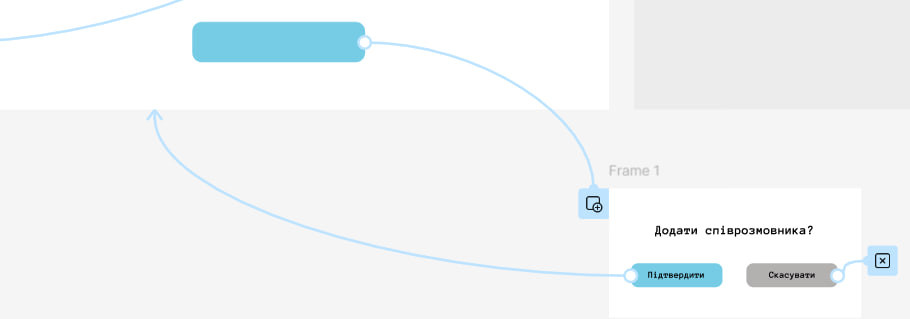 Frame 1
Додати співрозмовника?
Підтвердити
Скасувати